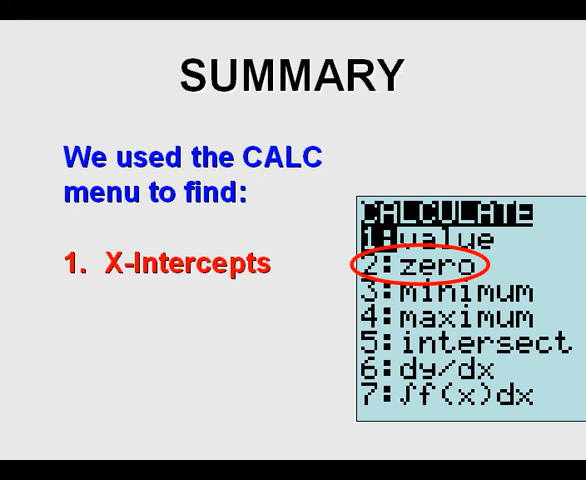 SUMMARY
We used the CALC
menu to find:
1. X-Intercepts
CALCULATE
1:value
2:zero
3:minimum
4:maximum
5:intersect
6:dy/dx
7:∫f(x)dx